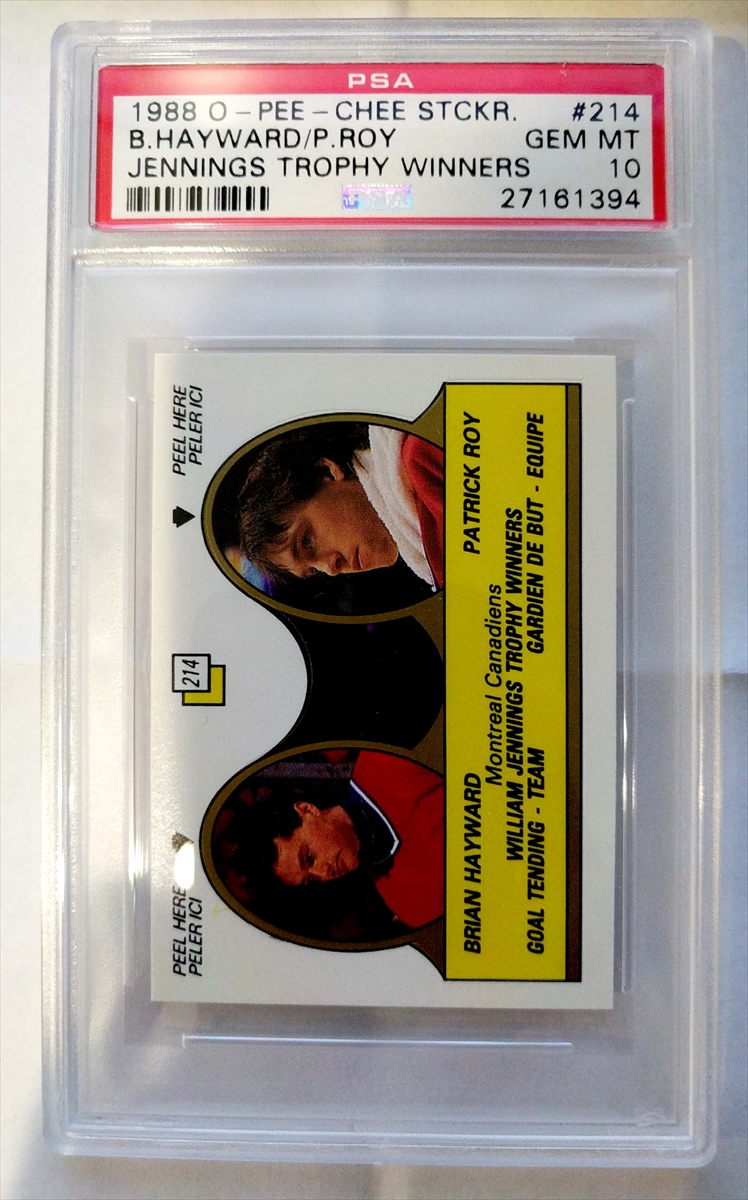 PSA
1988 O-PEE-CHEE STCKR. #214
B.HAYWARD/P.ROY GEM MT
JENNINGS TROPHY WINNERS 10
27161394
PEEL HERE
PELER ICI
PEEL HERE
PELER ICI
214
BRIAN HAYWARD PATRICK ROY
Montreal Canadiens
WILLIAM JENNINGS TROPHY WINNERS
GOAL TENDING - TEAM GARDIEN DE BUT - EQUIPE